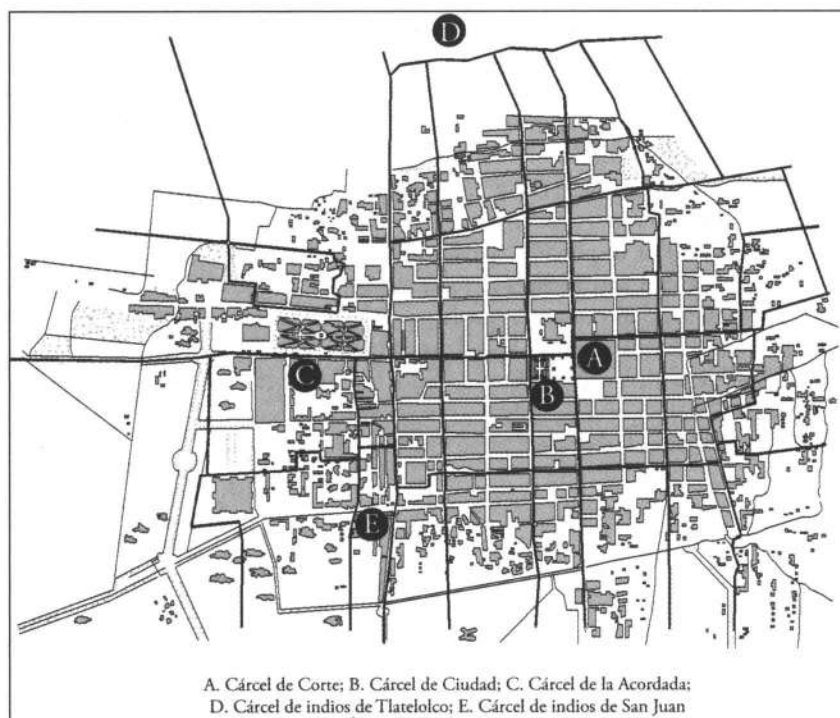 D
A
C
B
E
A. Cárcel de Corte; B. Cárcel de Ciudad; C. Cárcel de la Acordada;
D. Cárcel de indios de Tlatelolco; E. Cárcel de indios de San Juan